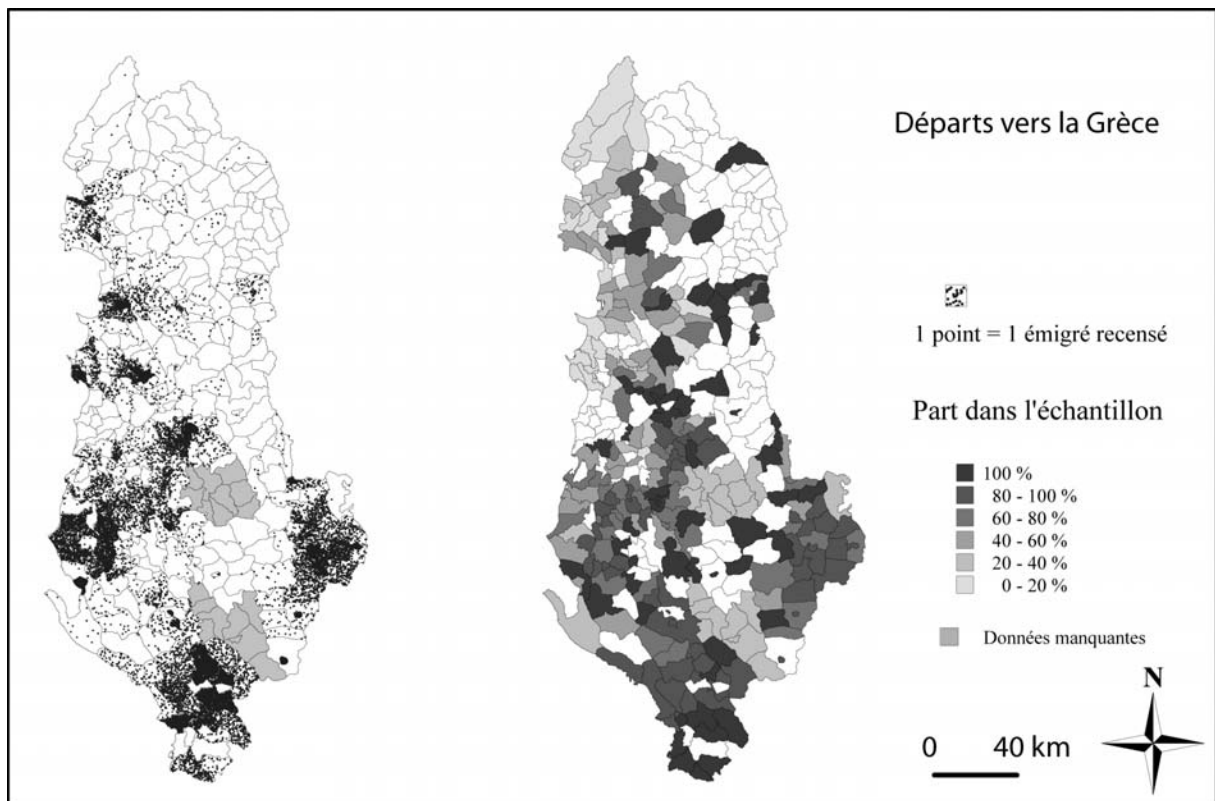 Départs vers la Grèce
1 point = 1 émigré recensé
Part dans l'échantillon
100 %
80 - 100 %
60 - 80 %
40 - 60 %
20 - 40 %
0 - 20 %
Données manquantes
N
0 40 km